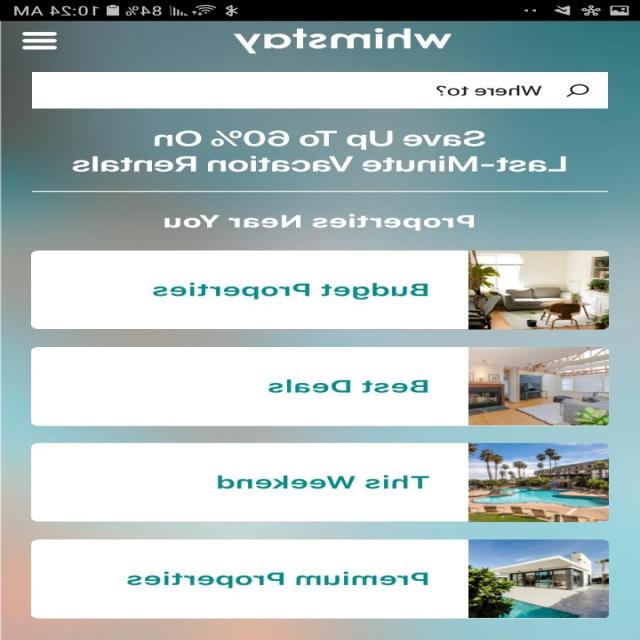 10:24 AM
84%
whimstay
Where to?
Save Up To 60% On
Last-Minute Vacation Rentals
Properties Near You
Budget Properties
Best Deals
This Weekend
Premium Properties